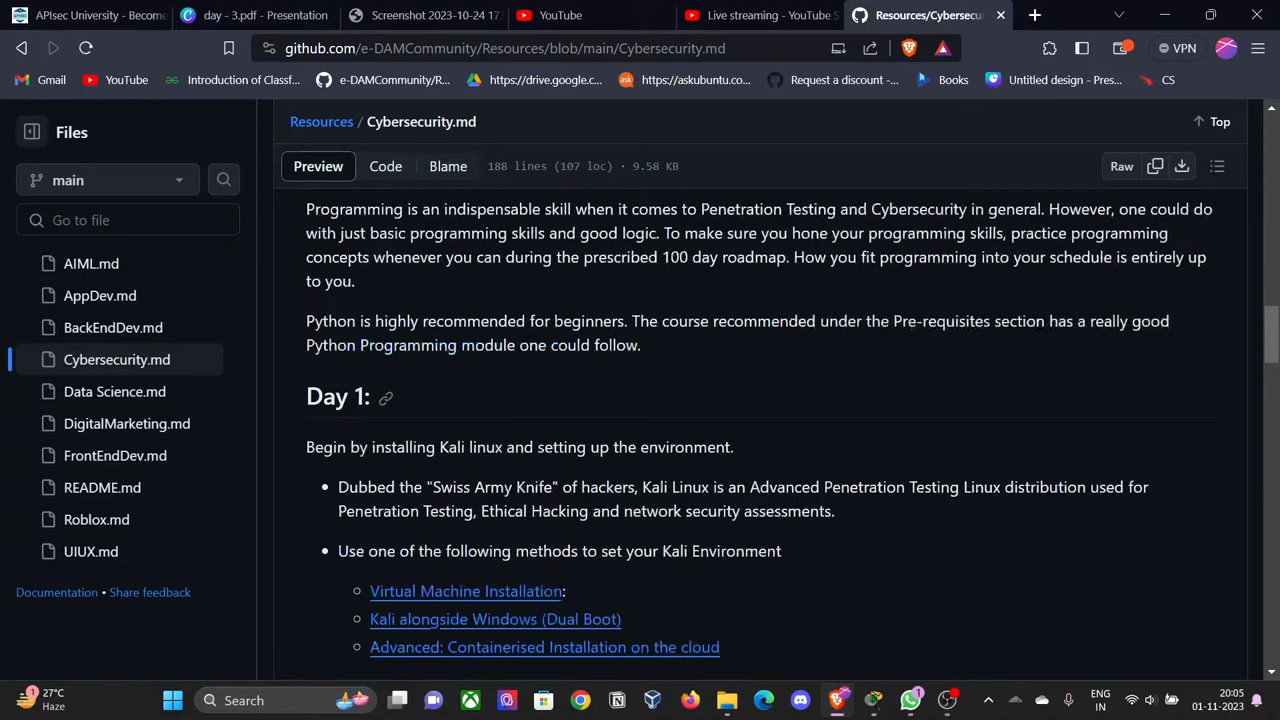 APIsec University - Become
day - 3.pdf - Presentation
Screenshot 2023-10-24 17
YouTube
Live streaming - YouTube S
Resources/Cybersecu
github.com/e-DAMCommunity/Resources/blob/main/Cybersecurity.md
VPN
Gmail
YouTube
Introduction of Classf...
e-DAMCommunity/R...
https://drive.google.c...
https://askubuntu.co...
Request a discount -...
Books
Untitled design - Pres...
CS
Files
main
Go to file
AIML.md
AppDev.md
BackEndDev.md
Cybersecurity.md
Data Science.md
DigitalMarketing.md
FrontEndDev.md
README.md
Roblox.md
UIUX.md
Documentation • Share feedback
Resources / Cybersecurity.md
Top
Preview Code Blame 188 lines (107 loc) · 9.58 KB
Raw
Programming is an indispensable skill when it comes to Penetration Testing and Cybersecurity in general. However, one could do
with just basic programming skills and good logic. To make sure you hone your programming skills, practice programming
concepts whenever you can during the prescribed 100 day roadmap. How you fit programming into your schedule is entirely up
to you.
Python is highly recommended for beginners. The course recommended under the Pre-requisites section has a really good
Python Programming module one could follow.
Day 1:
Begin by installing Kali linux and setting up the environment.
• Dubbed the "Swiss Army Knife" of hackers, Kali Linux is an Advanced Penetration Testing Linux distribution used for
Penetration Testing, Ethical Hacking and network security assessments.
• Use one of the following methods to set your Kali Environment
Virtual Machine Installation:
Kali alongside Windows (Dual Boot)
Advanced: Containerised Installation on the cloud
1
27°C
Haze
Search
1
ENG
IN
20:05
01-11-2023